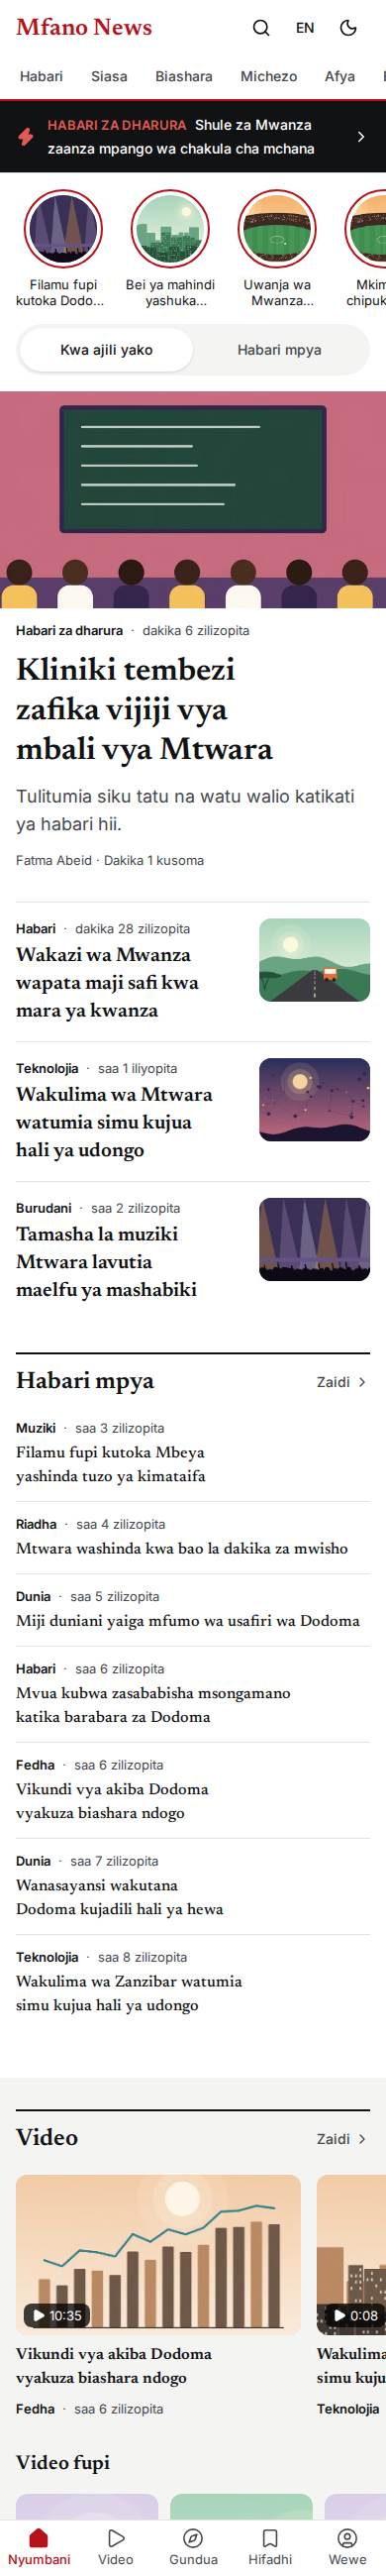 Mfano News
EN
Habari Siasa Biashara Michezo Afya
HABARI ZA DHARURA Shule za Mwanza
zaanza mpango wa chakula cha mchana
Filamu fupi
kutoka Dodo...
Bei ya mahindi
yashuka...
Uwanja wa
Mwanza...
Kwa ajili yako
Habari mpya
Habari za dharura · dakika 6 zilizopita
Kliniki tembezi
zafika vijiji vya
mbali vya Mtwara
Tulitumia siku tatu na watu walio katikati
ya habari hii.
Fatma Abeid · Dakika 1 kusoma
Habari · dakika 28 zilizopita
Wakazi wa Mwanza
wapata maji safi kwa
mara ya kwanza
Teknolojia · saa 1 iliyopita
Wakulima wa Mtwara
watumia simu kujua
hali ya udongo
Burudani · saa 2 zilizopita
Tamasha la muziki
Mtwara lavutia
maelfu ya mashabiki
Habari mpya
Zaidi
Muziki · saa 3 zilizopita
Filamu fupi kutoka Mbeya
yashinda tuzo ya kimataifa
Riadha · saa 4 zilizopita
Mtwara washinda kwa bao la dakika za mwisho
Dunia · saa 5 zilizopita
Miji duniani yaiga mfumo wa usafiri wa Dodoma
Habari · saa 6 zilizopita
Mvua kubwa zasababisha msongamano
katika barabara za Dodoma
Fedha · saa 6 zilizopita
Vikundi vya akiba Dodoma
vyakuza biashara ndogo
Dunia · saa 7 zilizopita
Wanasayansi wakutana
Dodoma kujadili hali ya hewa
Teknolojia · saa 8 zilizopita
Wakulima wa Zanzibar watumia
simu kujua hali ya udongo
Video
Zaidi
10:35
0:08
Vikundi vya akiba Dodoma
vyakuza biashara ndogo
Fedha · saa 6 zilizopita
Wakulima
simu kuju
Teknolojia
Video fupi
Nyumbani
Video
Gundua
Hifadhi
Wewe